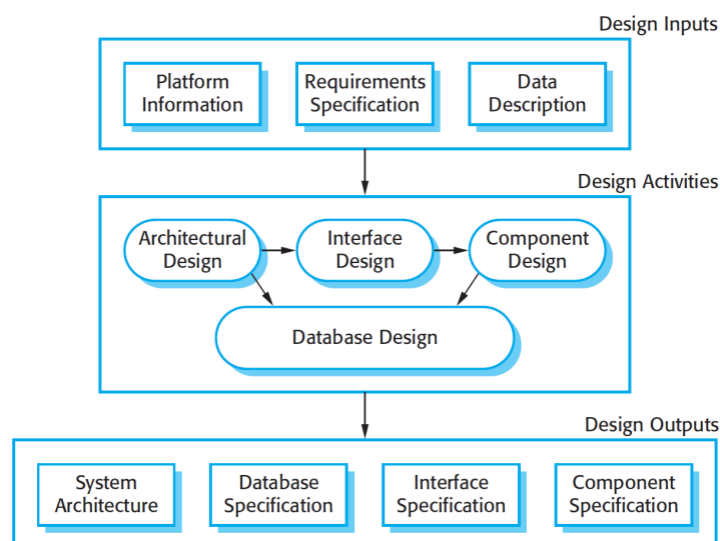 Design Inputs
Platform
Information
Requirements
Specification
Data
Description
Design Activities
Architectural
Design
Interface
Design
Component
Design
Database Design
Design Outputs
System
Architecture
Database
Specification
Interface
Specification
Component
Specification